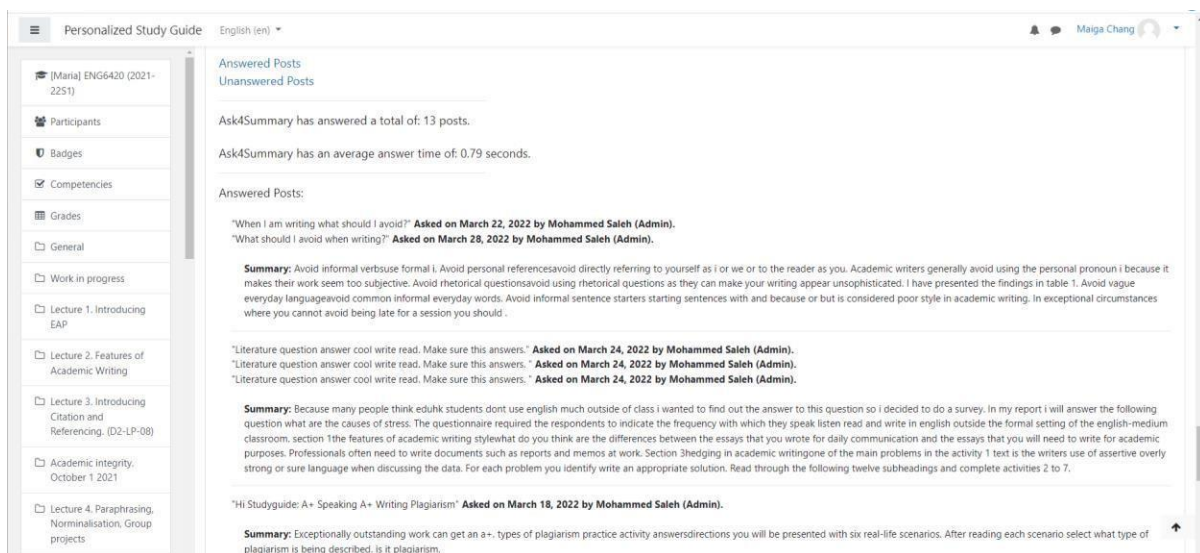 Personalized Study Guide
English (en)
Maiga Chang
[Maria] ENG6420 (2021-
22S1)
Participants
Badges
Competencies
Grades
General
Work in progress
Lecture 1. Introducing
EAP
Lecture 2. Features of
Academic Writing
Lecture 3. Introducing
Citation and
Referencing. (D2-LP-08)
Academic integrity.
October 1 2021
Lecture 4. Paraphrasing,
Norminalisation, Group
projects
Answered Posts
Unanswered Posts
Ask4Summary has answered a total of: 13 posts.
Ask4Summary has an average answer time of: 0.79 seconds.
Answered Posts:
"When I am writing what should I avoid?" Asked on March 22, 2022 by Mohammed Saleh (Admin).
"What should I avoid when writing?" Asked on March 28, 2022 by Mohammed Saleh (Admin).
Summary: Avoid informal verbsuse formal i. Avoid personal referencesavoid directly referring to yourself as i or we or to the reader as you. Academic writers generally avoid using the personal pronoun i because it
makes their work seem too subjective. Avoid rhetorical questionsavoid using rhetorical questions as they can make your writing appear unsophisticated. I have presented the findings in table 1. Avoid vague
everyday languageavoid common informal everyday words. Avoid informal sentence starters starting sentences with and because or but is considered poor style in academic writing. In exceptional circumstances
where you cannot avoid being late for a session you should .
"Literature question answer cool write read. Make sure this answers." Asked on March 24, 2022 by Mohammed Saleh (Admin).
"Literature question answer cool write read. Make sure this answers. " Asked on March 24, 2022 by Mohammed Saleh (Admin).
"Literature question answer cool write read. Make sure this answers. " Asked on March 24, 2022 by Mohammed Saleh (Admin).
Summary: Because many people think eduhk students dont use english much outside of class i wanted to find out the answer to this question so i decided to do a survey. In my report i will answer the following
question what are the causes of stress. The questionnaire required the respondents to indicate the frequency with which they speak listen read and write in english outside the formal setting of the english-medium
classroom. section 1the features of academic writing stylewhat do you think are the differences between the essays that you wrote for daily communication and the essays that you will need to write for academic
purposes. Professionals often need to write documents such as reports and memos at work. Section 3hedging in academic writingone of the main problems in the activity 1 text is the writers use of assertive overly
strong or sure language when discussing the data. For each problem you identify write an appropriate solution. Read through the following twelve subheadings and complete activities 2 to 7.
"Hi Studyguide: A+ Speaking A+ Writing Plagiarism" Asked on March 18, 2022 by Mohammed Saleh (Admin).
Summary: Exceptionally outstanding work can get an a+. types of plagiarism practice activity answersdirections you will be presented with six real-life scenarios. After reading each scenario select what type of
plagiarism is being described. is it plagiarism.